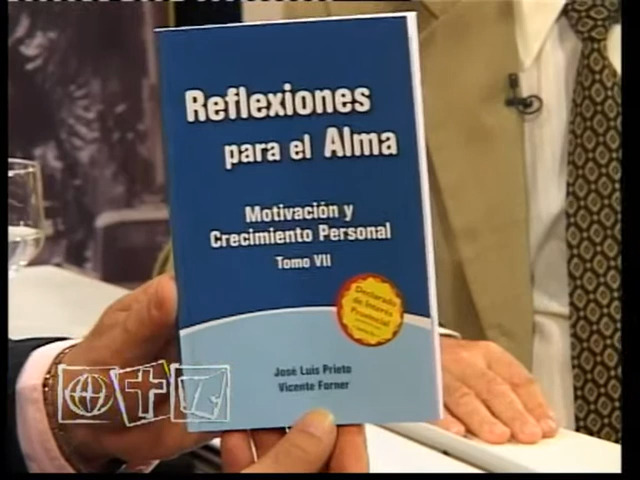 Reflexiones
para el Alma
Motivación y
Crecimiento Personal
Tomo VII
Declarado
de Interés
Provincial
José Luis Prieto
Vicente Forner